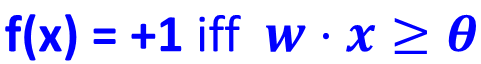 f(x) = +1 iff w · x ≥ θ